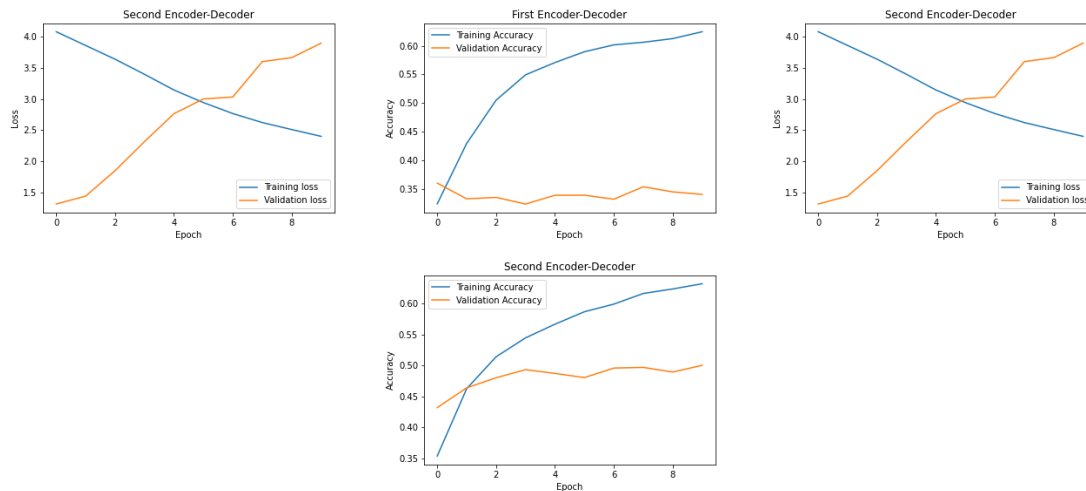 Second Encoder-Decoder
4.0
3.5
3.0
2.5
2.0
1.5
Loss
Training loss
Validation loss
0 2 4 6 8
Epoch
First Encoder-Decoder
0.60
0.55
0.50
0.45
0.40
0.35
Accuracy
Training Accuracy
Validation Accuracy
0 2 4 6 8
Epoch
Second Encoder-Decoder
4.0
3.5
3.0
2.5
2.0
1.5
Loss
Training loss
Validation loss
0 2 4 6 8
Epoch
Second Encoder-Decoder
0.60
0.55
0.50
0.45
0.40
0.35
Accuracy
Training Accuracy
Validation Accuracy
0 2 4 6 8
Epoch